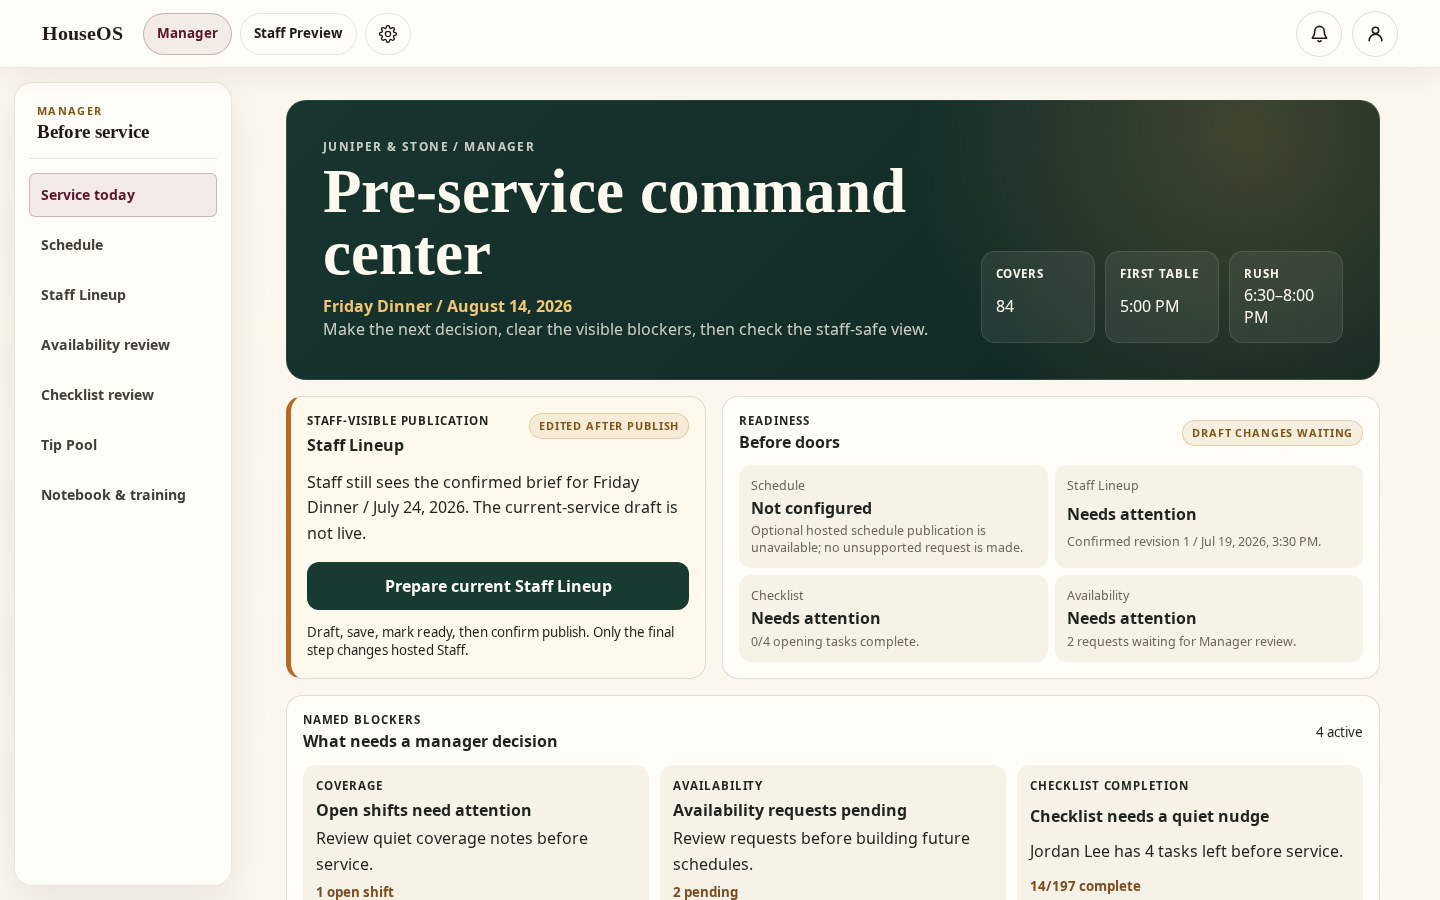 HouseOS
Manager
Staff Preview
MANAGER
Before service
Service today
Schedule
Staff Lineup
Availability review
Checklist review
Tip Pool
Notebook & training
JUNIPER & STONE / MANAGER
Pre-service command
center
Friday Dinner / August 14, 2026
Make the next decision, clear the visible blockers, then check the staff-safe view.
COVERS
84
FIRST TABLE
5:00 PM
RUSH
6:30–8:00
PM
STAFF-VISIBLE PUBLICATION
Staff Lineup
EDITED AFTER PUBLISH
Staff still sees the confirmed brief for Friday
Dinner / July 24, 2026. The current-service draft is
not live.
Prepare current Staff Lineup
Draft, save, mark ready, then confirm publish. Only the final
step changes hosted Staff.
READINESS
Before doors
DRAFT CHANGES WAITING
Schedule
Not configured
Optional hosted schedule publication is
unavailable; no unsupported request is made.
Staff Lineup
Needs attention
Confirmed revision 1 / Jul 19, 2026, 3:30 PM.
Checklist
Needs attention
0/4 opening tasks complete.
Availability
Needs attention
2 requests waiting for Manager review.
NAMED BLOCKERS
What needs a manager decision
4 active
COVERAGE
Open shifts need attention
Review quiet coverage notes before
service.
1 open shift
AVAILABILITY
Availability requests pending
Review requests before building future
schedules.
2 pending
CHECKLIST COMPLETION
Checklist needs a quiet nudge
Jordan Lee has 4 tasks left before service.
14/197 complete